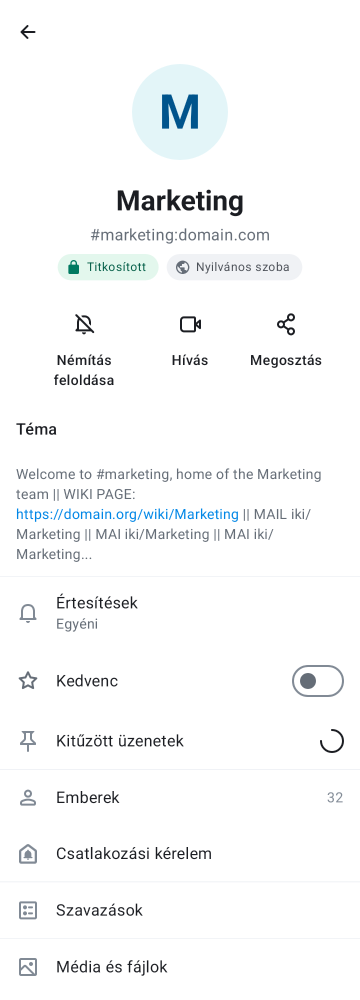 M
Marketing
#marketing:domain.com
Titkosított
Nyilvános szoba
Némítás
feloldása
Hívás
Megosztás
Téma
Welcome to #marketing, home of the Marketing
team || WIKI PAGE:
https://domain.org/wiki/Marketing || MAIL iki/
Marketing || MAI iki/Marketing || MAI iki/
Marketing...
Értesítések
Egyéni
Kedvenc
Kitűzött üzenetek
Emberek 32
Csatlakozási kérelem
Szavazások
Média és fájlok